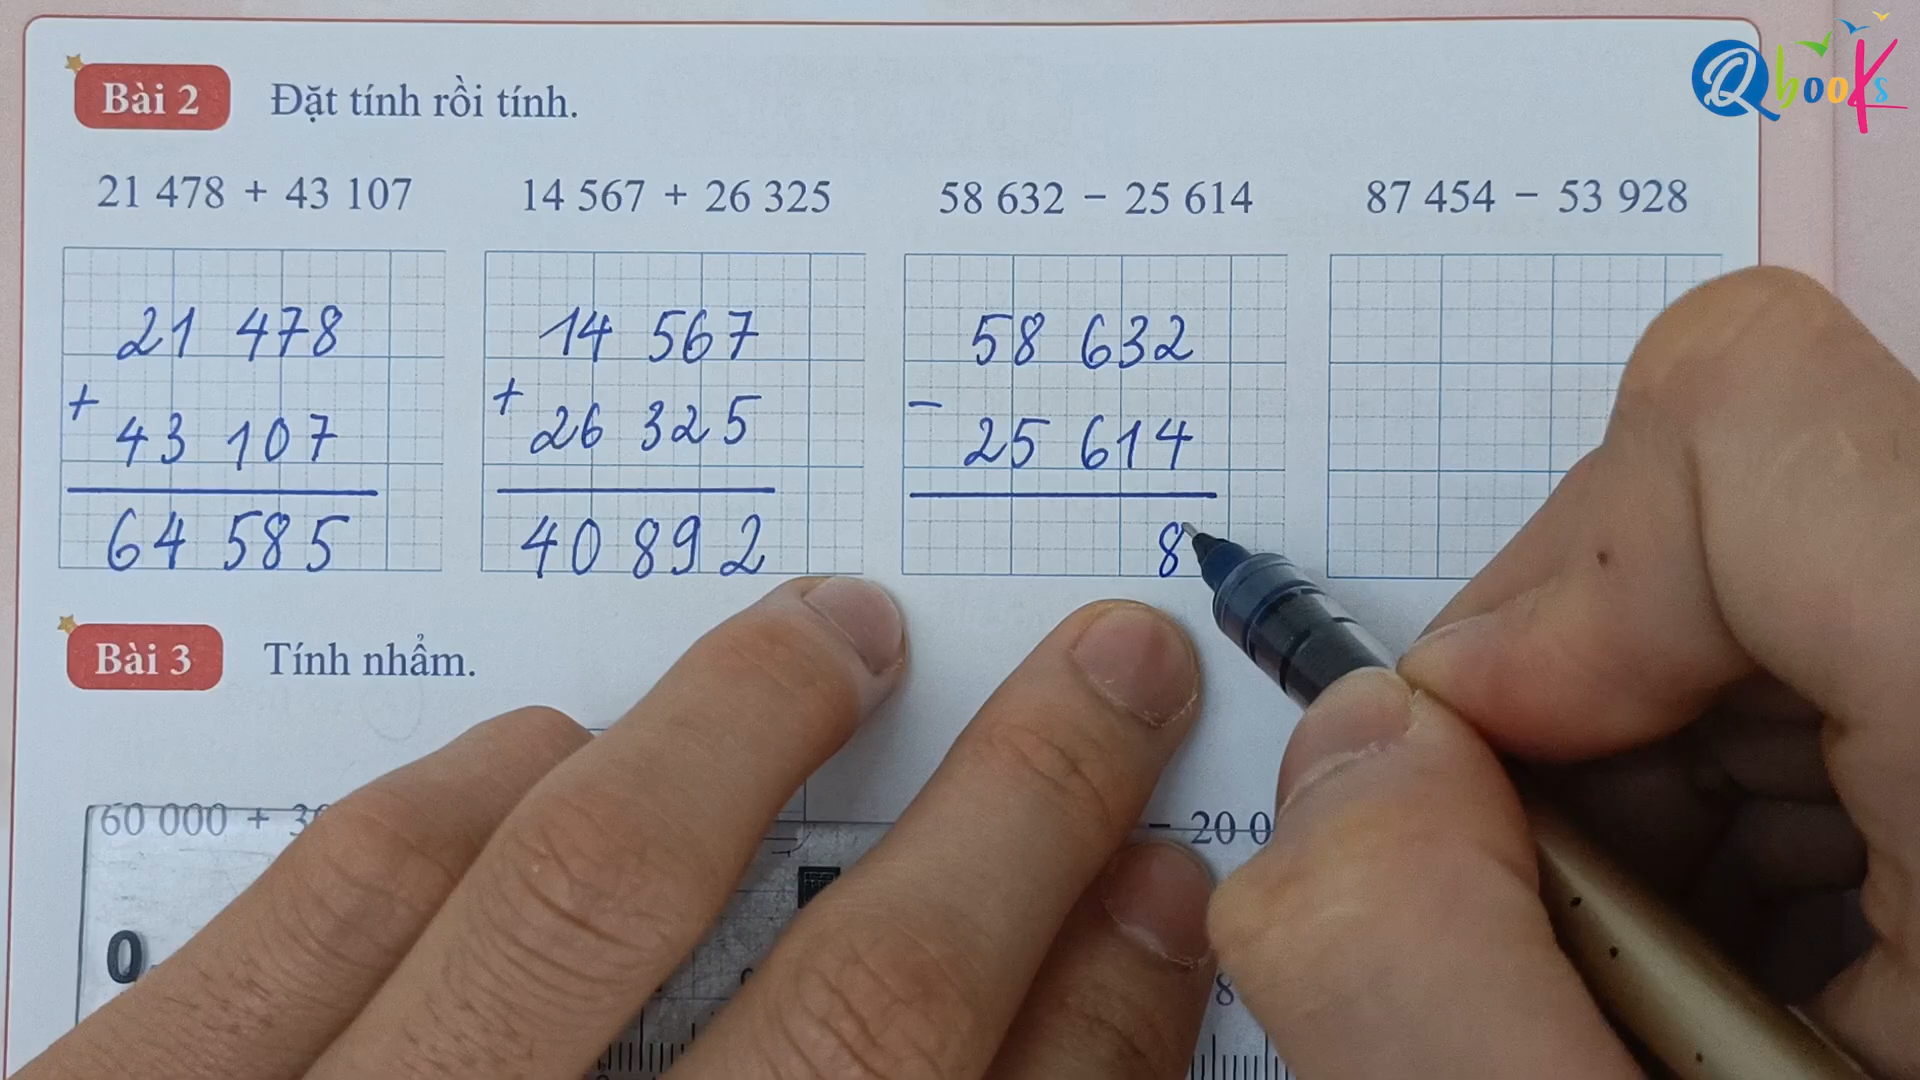 Qbooks
Bài 2 Đặt tính rồi tính.
21 478 + 43 107 14 567 + 26 325 58 632 − 25 614 87 454 − 53 928
21 478 14 567 58 632
+ + −
43 107 26 325 25 614
64 585 40 892 8
Bài 3 Tính nhẩm.
60 000 + − 20 0
0
8